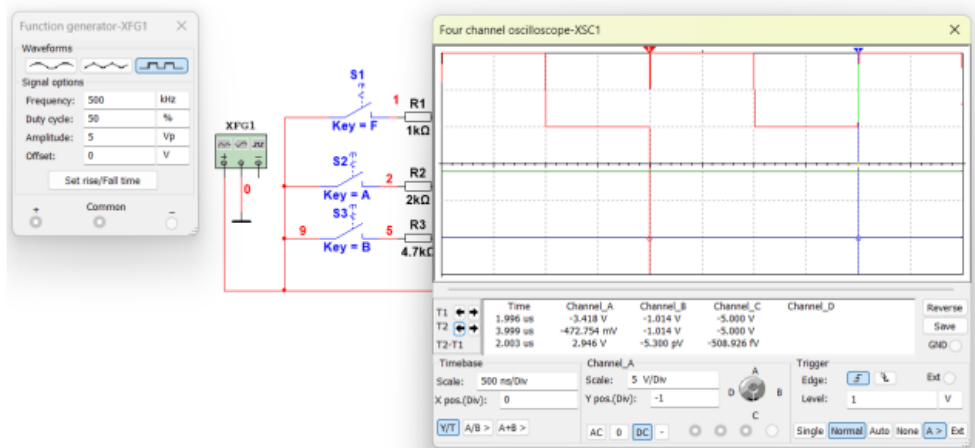 Function generator-XFG1
Waveforms
Signal options
Frequency: 500 kHz
Duty cycle: 50 %
Amplitude: 5 Vp
Offset: 0 V
Set rise/Fall time
+ Common −
XFG1
+ −
0
S1
1 R1
Key = F 1kΩ
S2
2 R2
Key = A 2kΩ
S3
9 5 R3
Key = B 4.7kΩ
Four channel oscilloscope-XSC1
Time Channel_A Channel_B Channel_C Channel_D
T1 1.996 us -3.418 V -1.014 V -5.000 V
T2 3.999 us -472.754 mV -1.014 V -5.000 V
T2-T1 2.003 us 2.946 V -5.300 pV -508.926 fV
Reverse
Save
GND
Timebase
Scale: 500 ns/Div
X pos.(Div): 0
Y/T A/B > A+B >
Channel_A
Scale: 5 V/Div
Y pos.(Div): -1
AC 0 DC -
A
D B
C
Trigger
Edge: Ext
Level: 1 V
Single Normal Auto None A > Ext